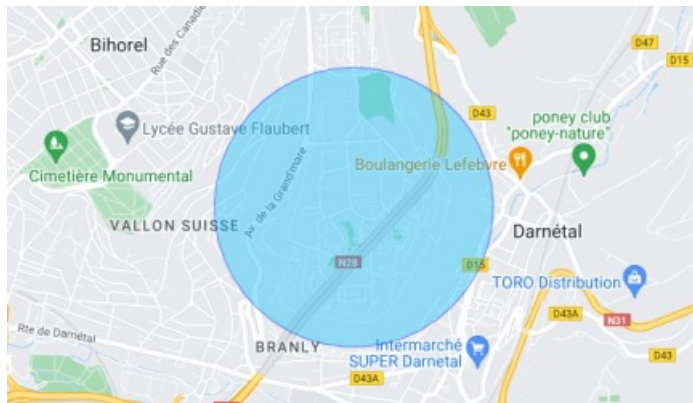 Bihorel
Rue des Canadie
D47
D15
D43
poney club
"poney-nature"
Lycée Gustave Flaubert
Boulangerie Lefebvre
Cimetière Monumental
Av. de la Grand'mare
VALLON SUISSE
Darnétal
N28
D15
TORO Distribution
D43A
N31
Rte de Darnétal
BRANLY
Intermarché
SUPER Darnetal
D43
D43A